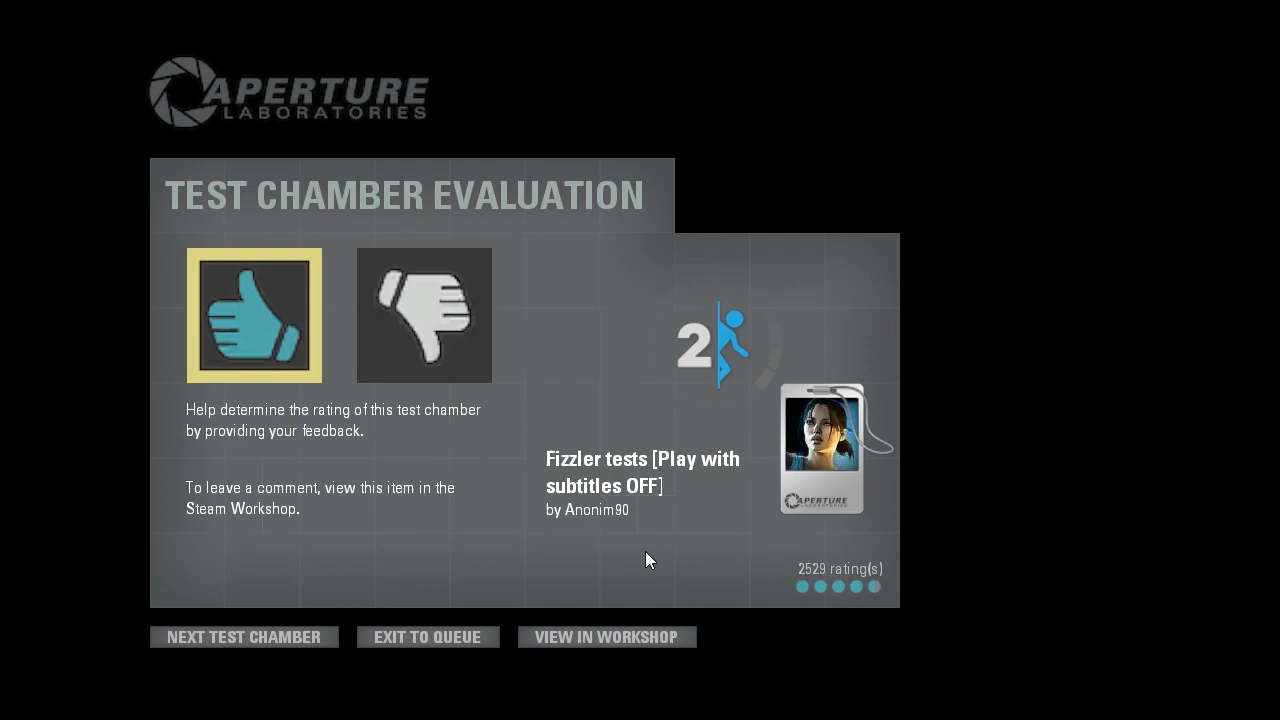 APERTURE
LABORATORIES
TEST CHAMBER EVALUATION
2
Help determine the rating of this test chamber
by providing your feedback.
To leave a comment, view this item in the
Steam Workshop.
Fizzler tests [Play with
subtitles OFF]
by Anonim90
APERTURE
LABORATORIES
2529 rating(s)
NEXT TEST CHAMBER
EXIT TO QUEUE
VIEW IN WORKSHOP